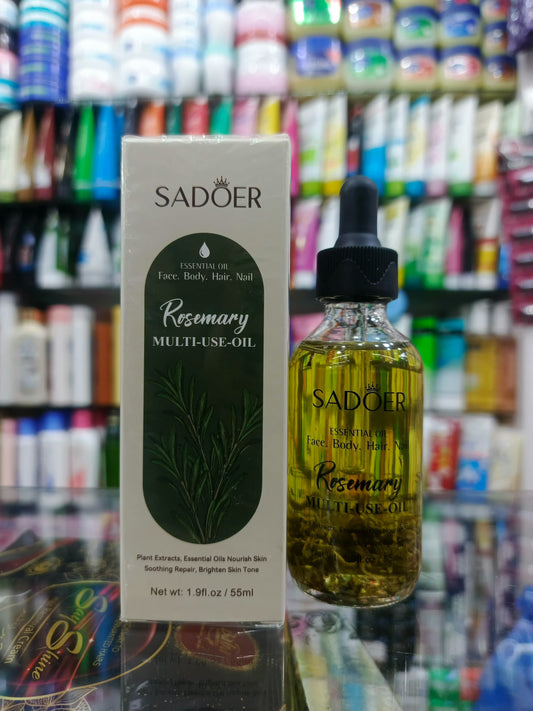 SADOER
ESSENTIAL OIL
Face. Body. Hair. Nail
Rosemary
MULTI-USE-OIL
Plant Extracts, Essential Oils Nourish Skin
Soothing Repair, Brighten Skin Tone
Net wt: 1.9fl.oz / 55ml
SADOER
ESSENTIAL OIL
Face. Body. Hair. Nail
Rosemary
MULTI-USE-OIL